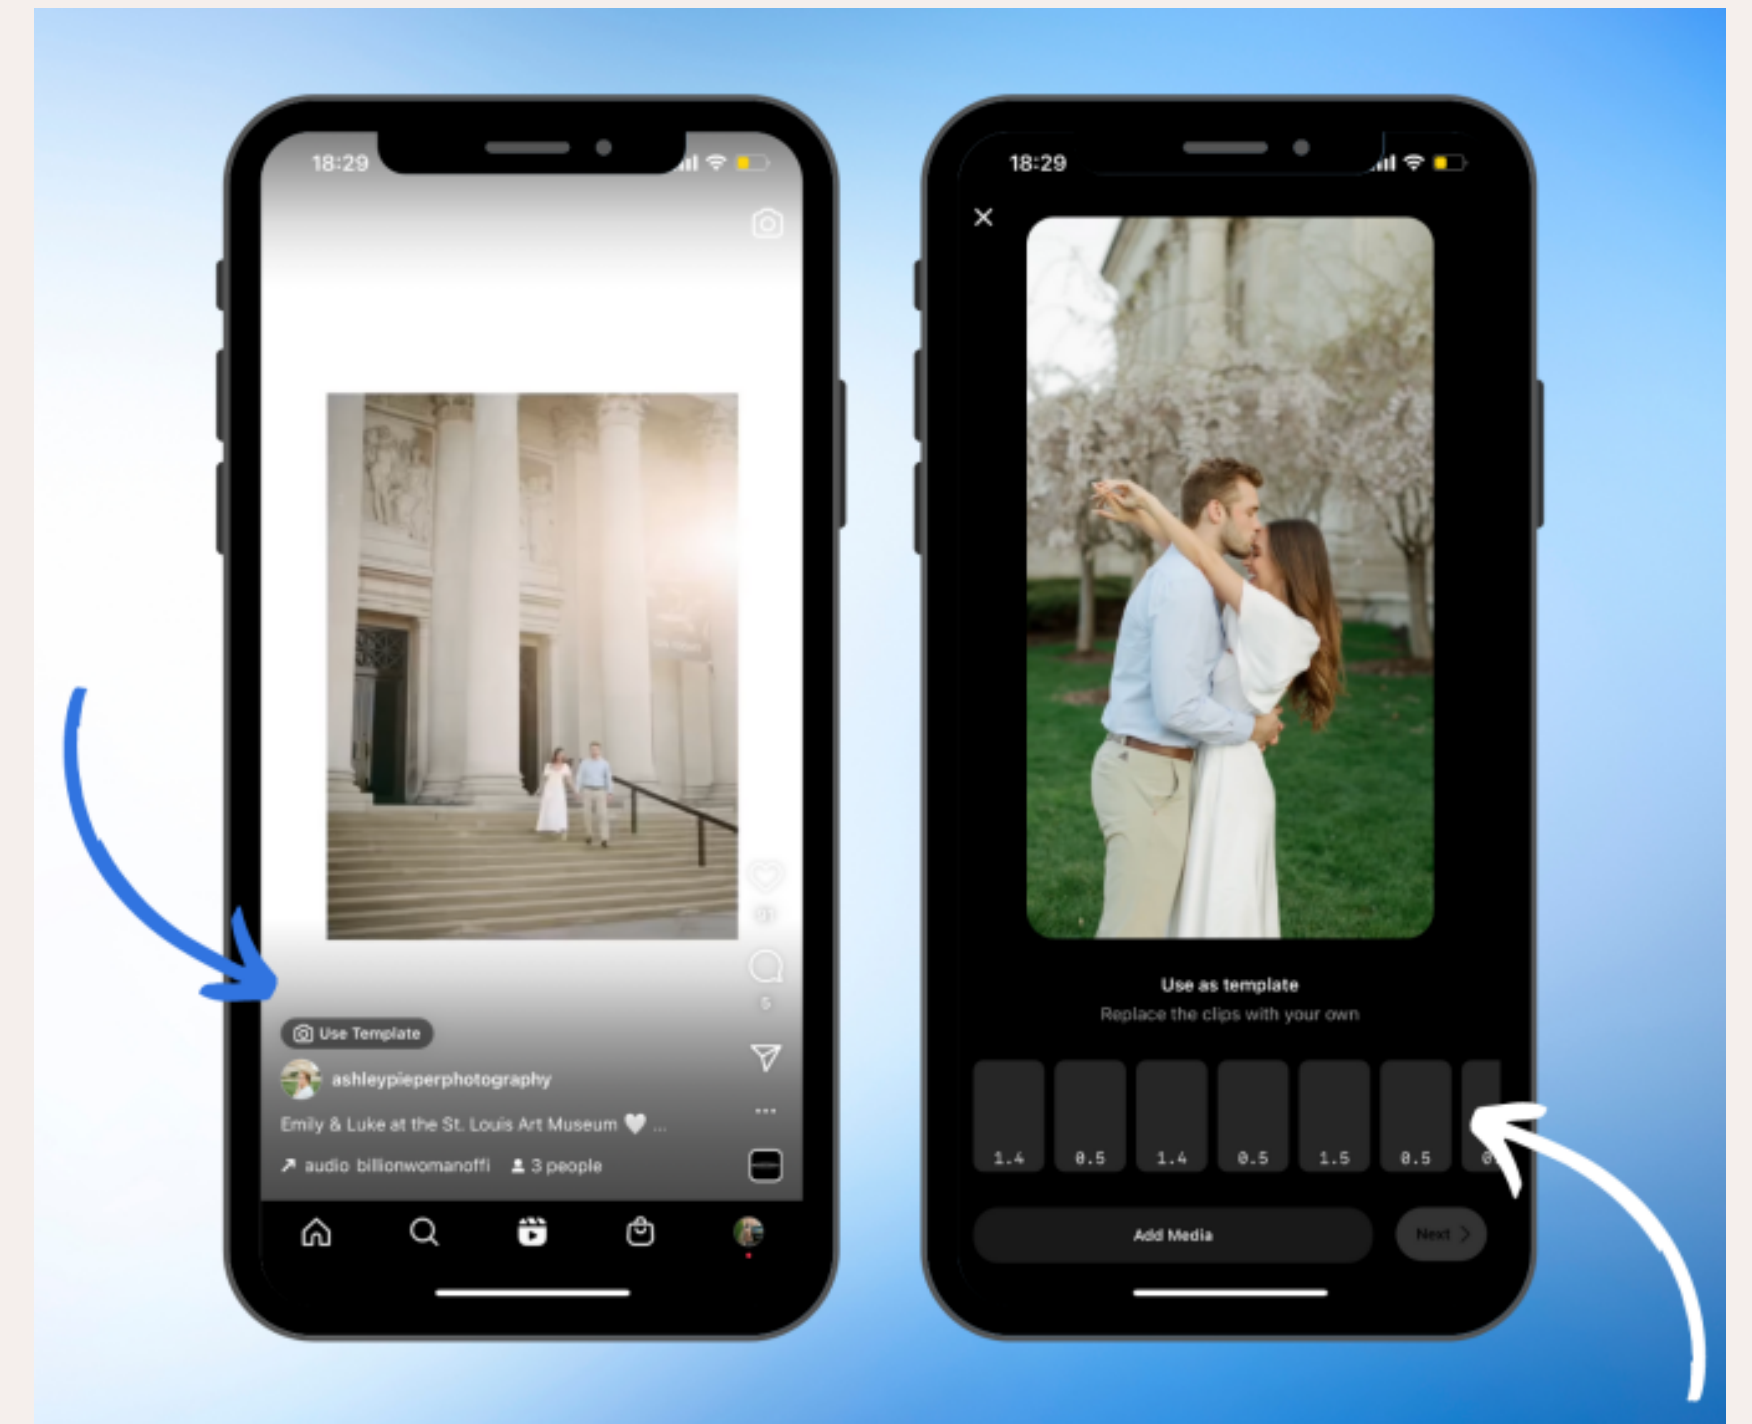 18:29
91
5
Use Template
ashleypieperphotography
Emily & Luke at the St. Louis Art Museum 🤍 ...
audio billionwomanoffi 3 people
18:29
Use as template
Replace the clips with your own
1.4 0.5 1.4 0.5 1.5 0.5
Add Media
Next